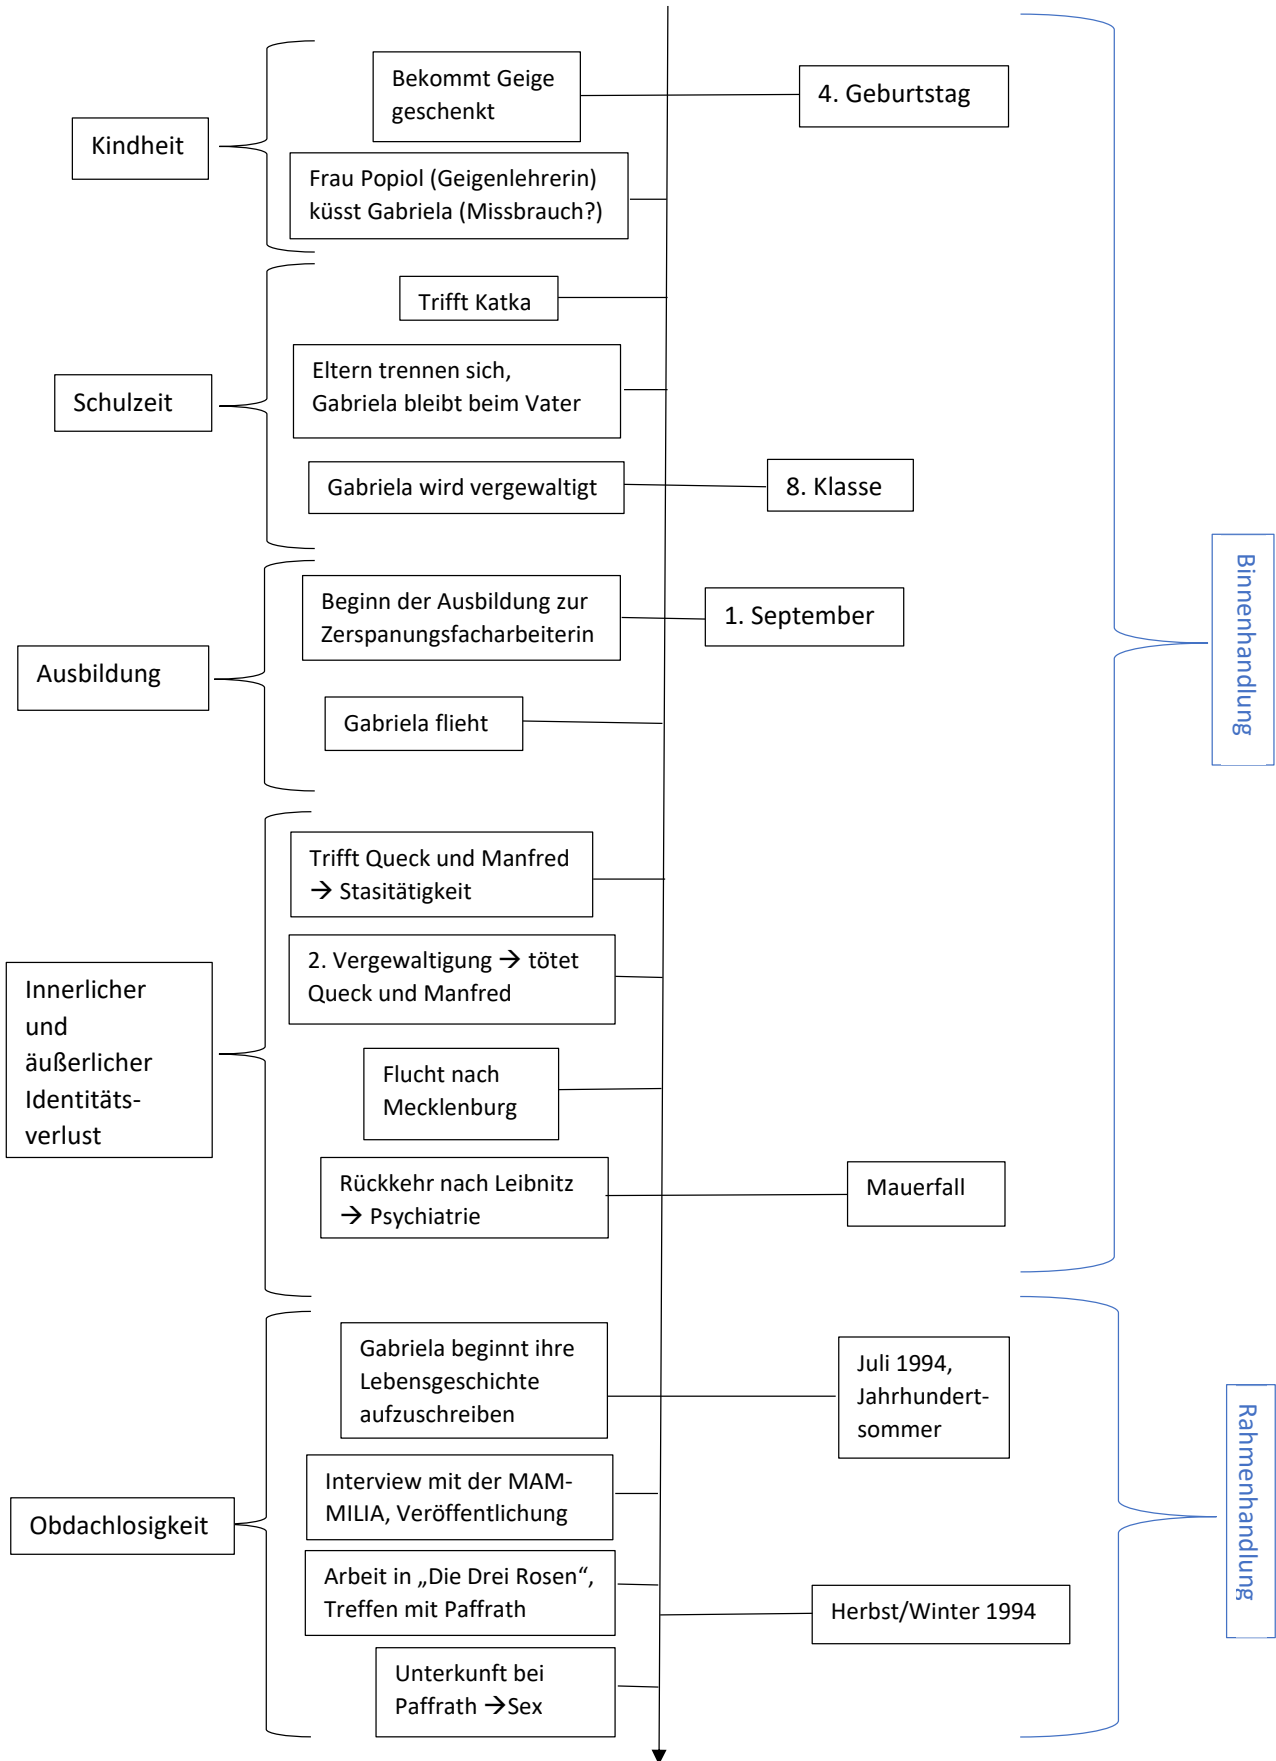 Bekommt Geige
geschenkt
4. Geburtstag
Kindheit
Frau Popiol (Geigenlehrerin)
küsst Gabriela (Missbrauch?)
Trifft Katka
Eltern trennen sich,
Gabriela bleibt beim Vater
Schulzeit
Gabriela wird vergewaltigt
8. Klasse
Binnenhandlung
Beginn der Ausbildung zur
Zerspanungsfacharbeiterin
1. September
Ausbildung
Gabriela flieht
Trifft Queck und Manfred
→ Stasitätigkeit
2. Vergewaltigung → tötet
Queck und Manfred
Innerlicher
und
äußerlicher
Identitäts-
verlust
Flucht nach
Mecklenburg
Rückkehr nach Leibnitz
→ Psychiatrie
Mauerfall
Gabriela beginnt ihre
Lebensgeschichte
aufzuschreiben
Juli 1994,
Jahrhundert-
sommer
Rahmenhandlung
Interview mit der MAM-
MILIA, Veröffentlichung
Obdachlosigkeit
Arbeit in „Die Drei Rosen“,
Treffen mit Paffrath
Herbst/Winter 1994
Unterkunft bei
Paffrath →Sex